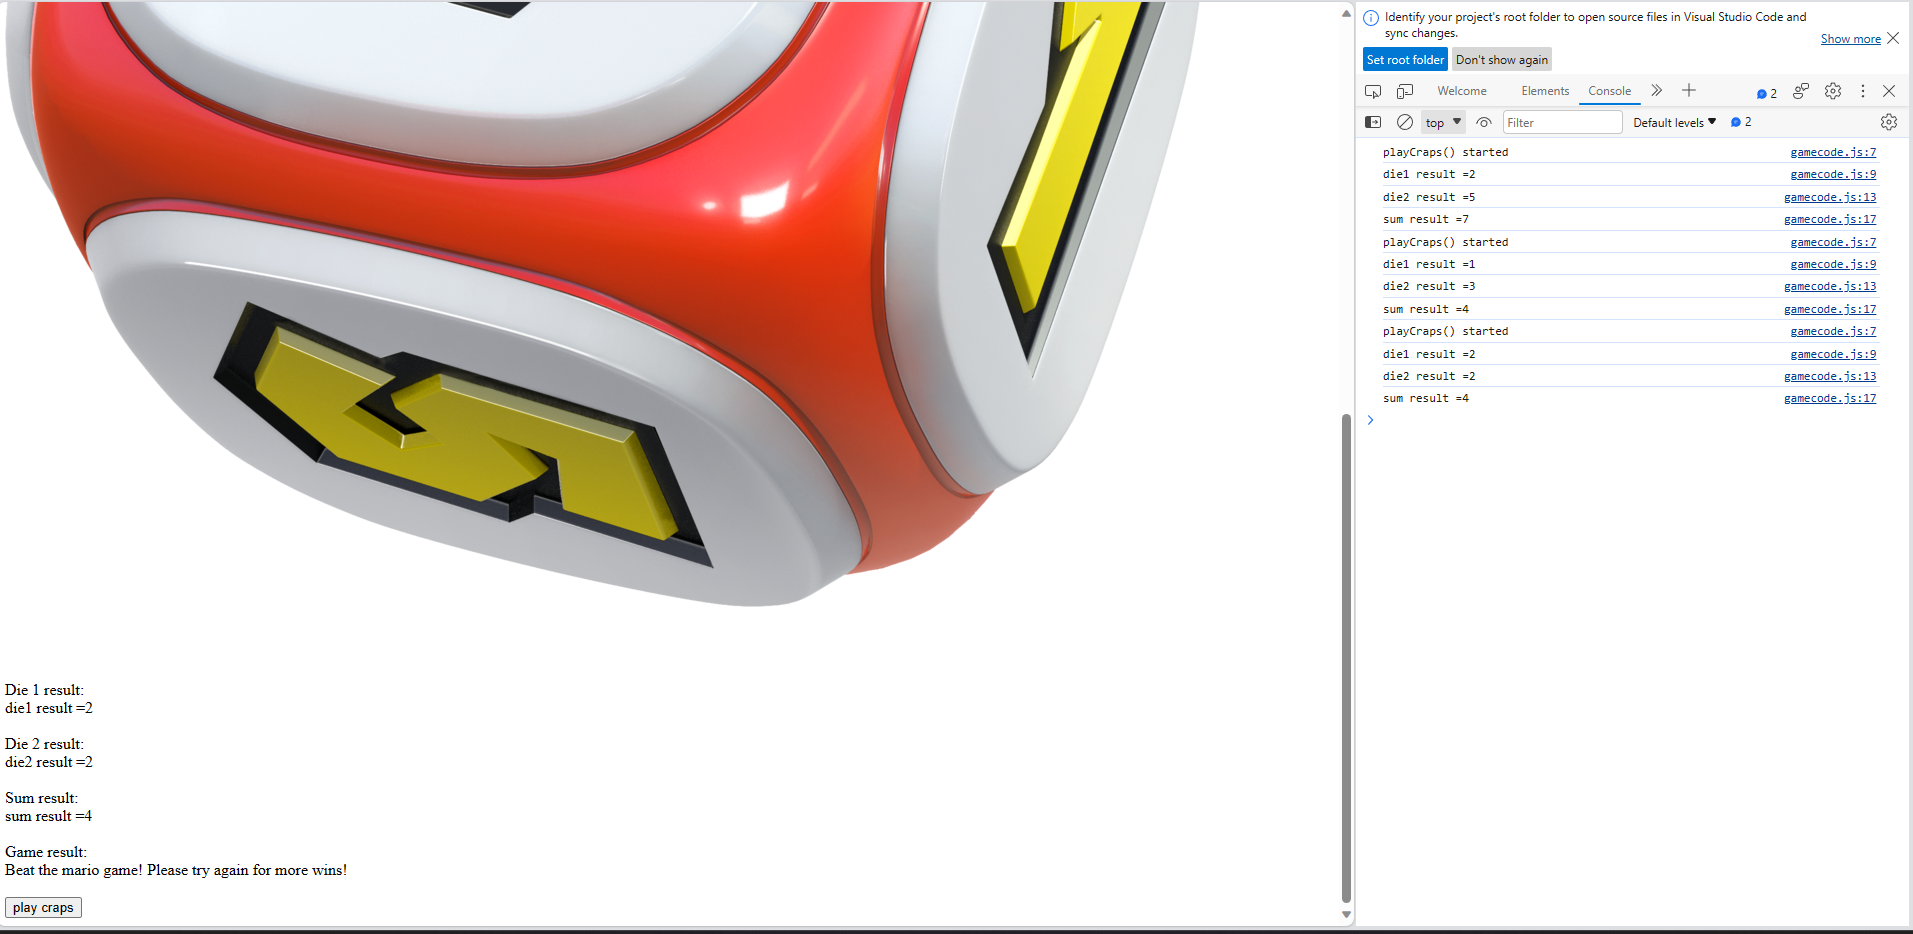 Die 1 result:
die1 result =2
Die 2 result:
die2 result =2
Sum result:
sum result =4
Game result:
Beat the mario game! Please try again for more wins!
play craps
Identify your project's root folder to open source files in Visual Studio Code and
sync changes.
Show more
Set root folder Don't show again
Welcome Elements Console 2
top Filter Default levels 2
playCraps() started gamecode.js:7
die1 result =2 gamecode.js:9
die2 result =5 gamecode.js:13
sum result =7 gamecode.js:17
playCraps() started gamecode.js:7
die1 result =1 gamecode.js:9
die2 result =3 gamecode.js:13
sum result =4 gamecode.js:17
playCraps() started gamecode.js:7
die1 result =2 gamecode.js:9
die2 result =2 gamecode.js:13
sum result =4 gamecode.js:17